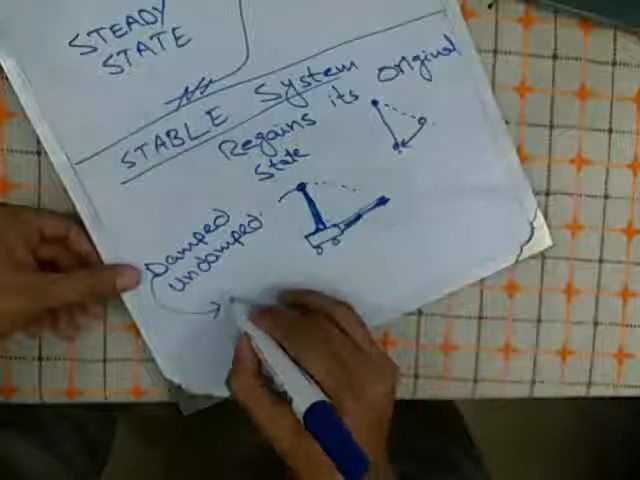 STEADY
STATE
STABLE System
Regains its original
State
Damped
undamped.